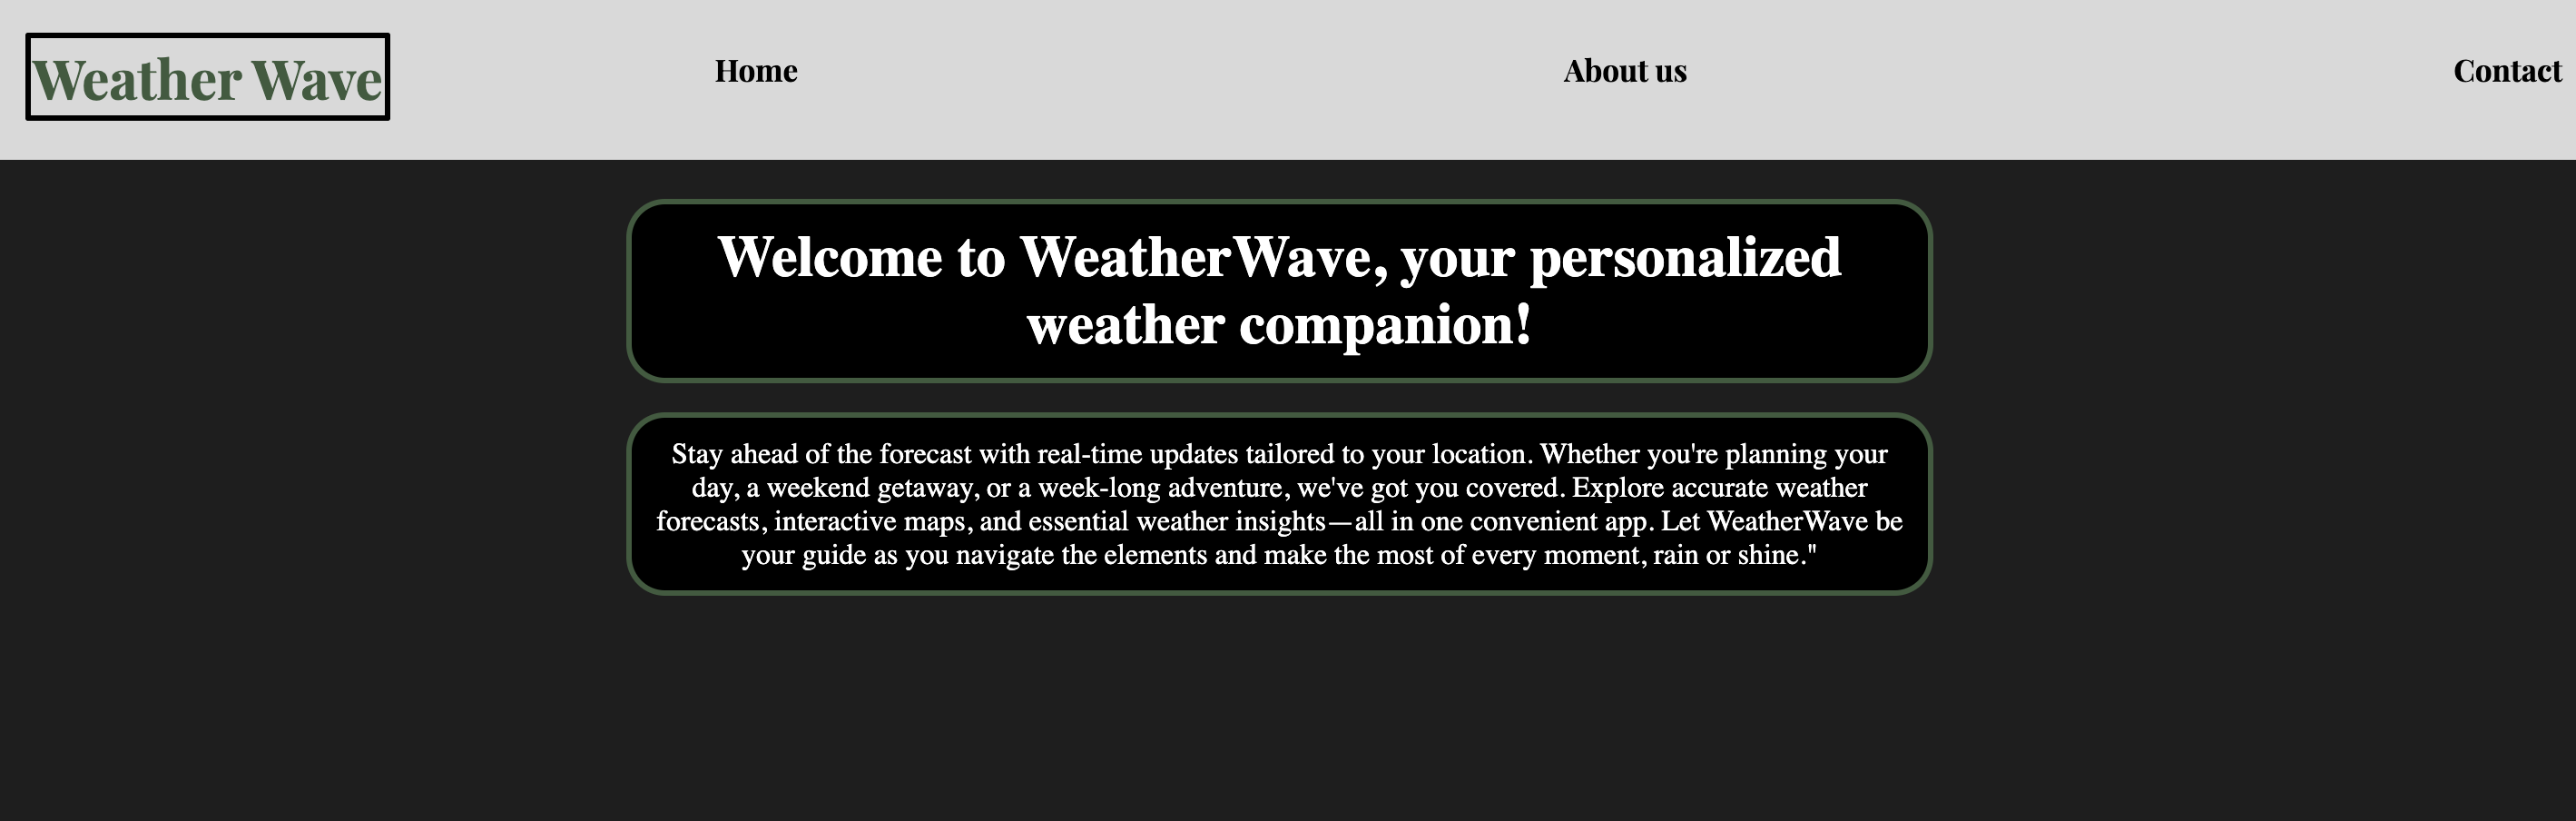 Weather Wave
Home
About us
Contact
Welcome to WeatherWave, your personalized
weather companion!
Stay ahead of the forecast with real-time updates tailored to your location. Whether you're planning your
day, a weekend getaway, or a week-long adventure, we've got you covered. Explore accurate weather
forecasts, interactive maps, and essential weather insights—all in one convenient app. Let WeatherWave be
your guide as you navigate the elements and make the most of every moment, rain or shine."